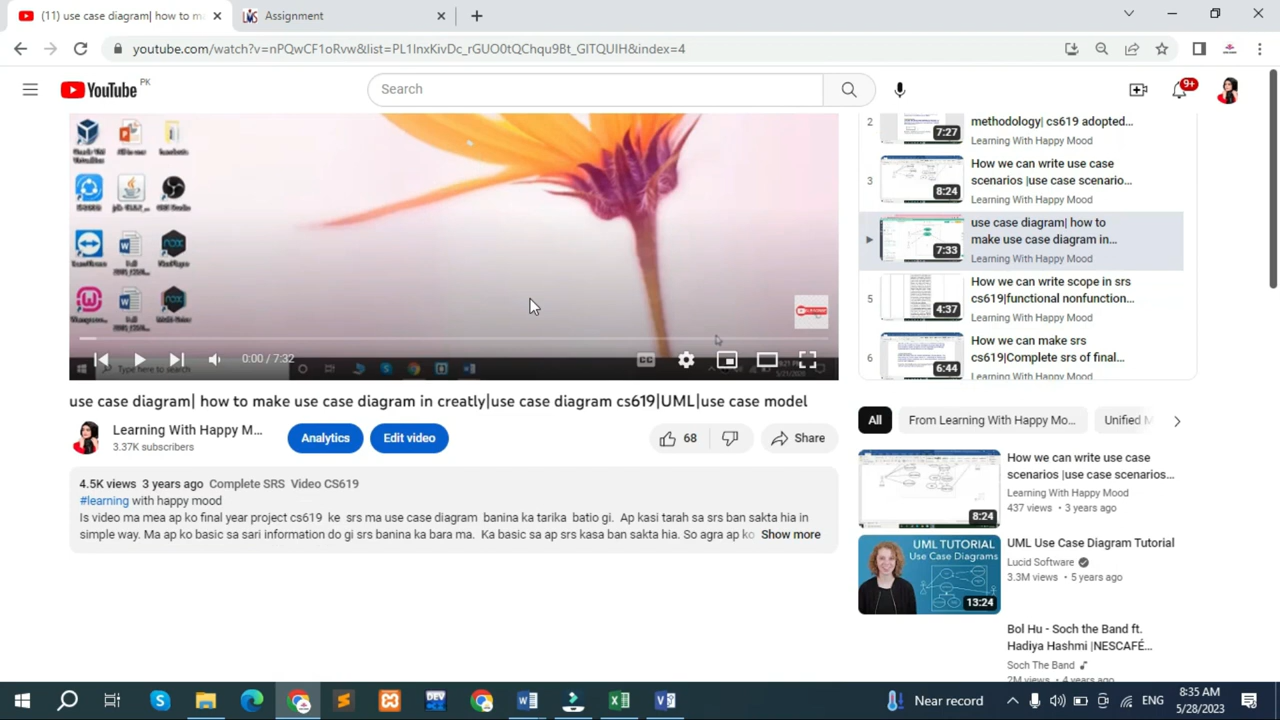 (11) use case diagram| how to m
Assignment
youtube.com/watch?v=nPQwCF1oRvw&list=PL1InxKivDc_rGUO0tQChqu9Bt_GITQUIH&index=4
YouTube PK
Search
9+
2
methodology| cs619 adopted...
7:27
Learning With Happy Mood
How we can write use case
3
scenarios |use case scenario...
8:24
Learning With Happy Mood
use case diagram| how to
make use case diagram in...
7:33
Learning With Happy Mood
How we can write scope in srs
5
cs619|functional nonfunction...
4:37
Learning With Happy Mood
How we can make srs
6
cs619|Complete srs of final...
6:44
Learning With Happy Mood
0:00 / 7:32
Type here to search
use case diagram| how to make use case diagram in creatly|use case diagram cs619|UML|use case model
Learning With Happy M...
3.37K subscribers
Analytics
Edit video
68
Share
All
From Learning With Happy Mo...
Unified M
4.5K views 3 years ago Complete SRS Video CS619
#learning with happy mood
Is video ma mea ap ko final year project cs619 ke srs ma use case diagram banina ka tarika batio gi. Ap kasi tarah sa srs ban sakta hia in
simple way. Ma ap ko basic sa sari information do gi srs banina ka bara ma. Ka basic sa ap srs kasa ban sakta hia. So agra ap ko Show more
How we can write use case
scenarios |use case scenarios...
Learning With Happy Mood
437 views • 3 years ago
8:24
UML TUTORIAL
Use Case Diagrams
13:24
UML Use Case Diagram Tutorial
Lucid Software
3.3M views • 5 years ago
Bol Hu - Soch the Band ft.
Hadiya Hashmi |NESCAFÉ...
Soch The Band
2M views • 4 years ago
Near record
ENG
8:35 AM
5/28/2023